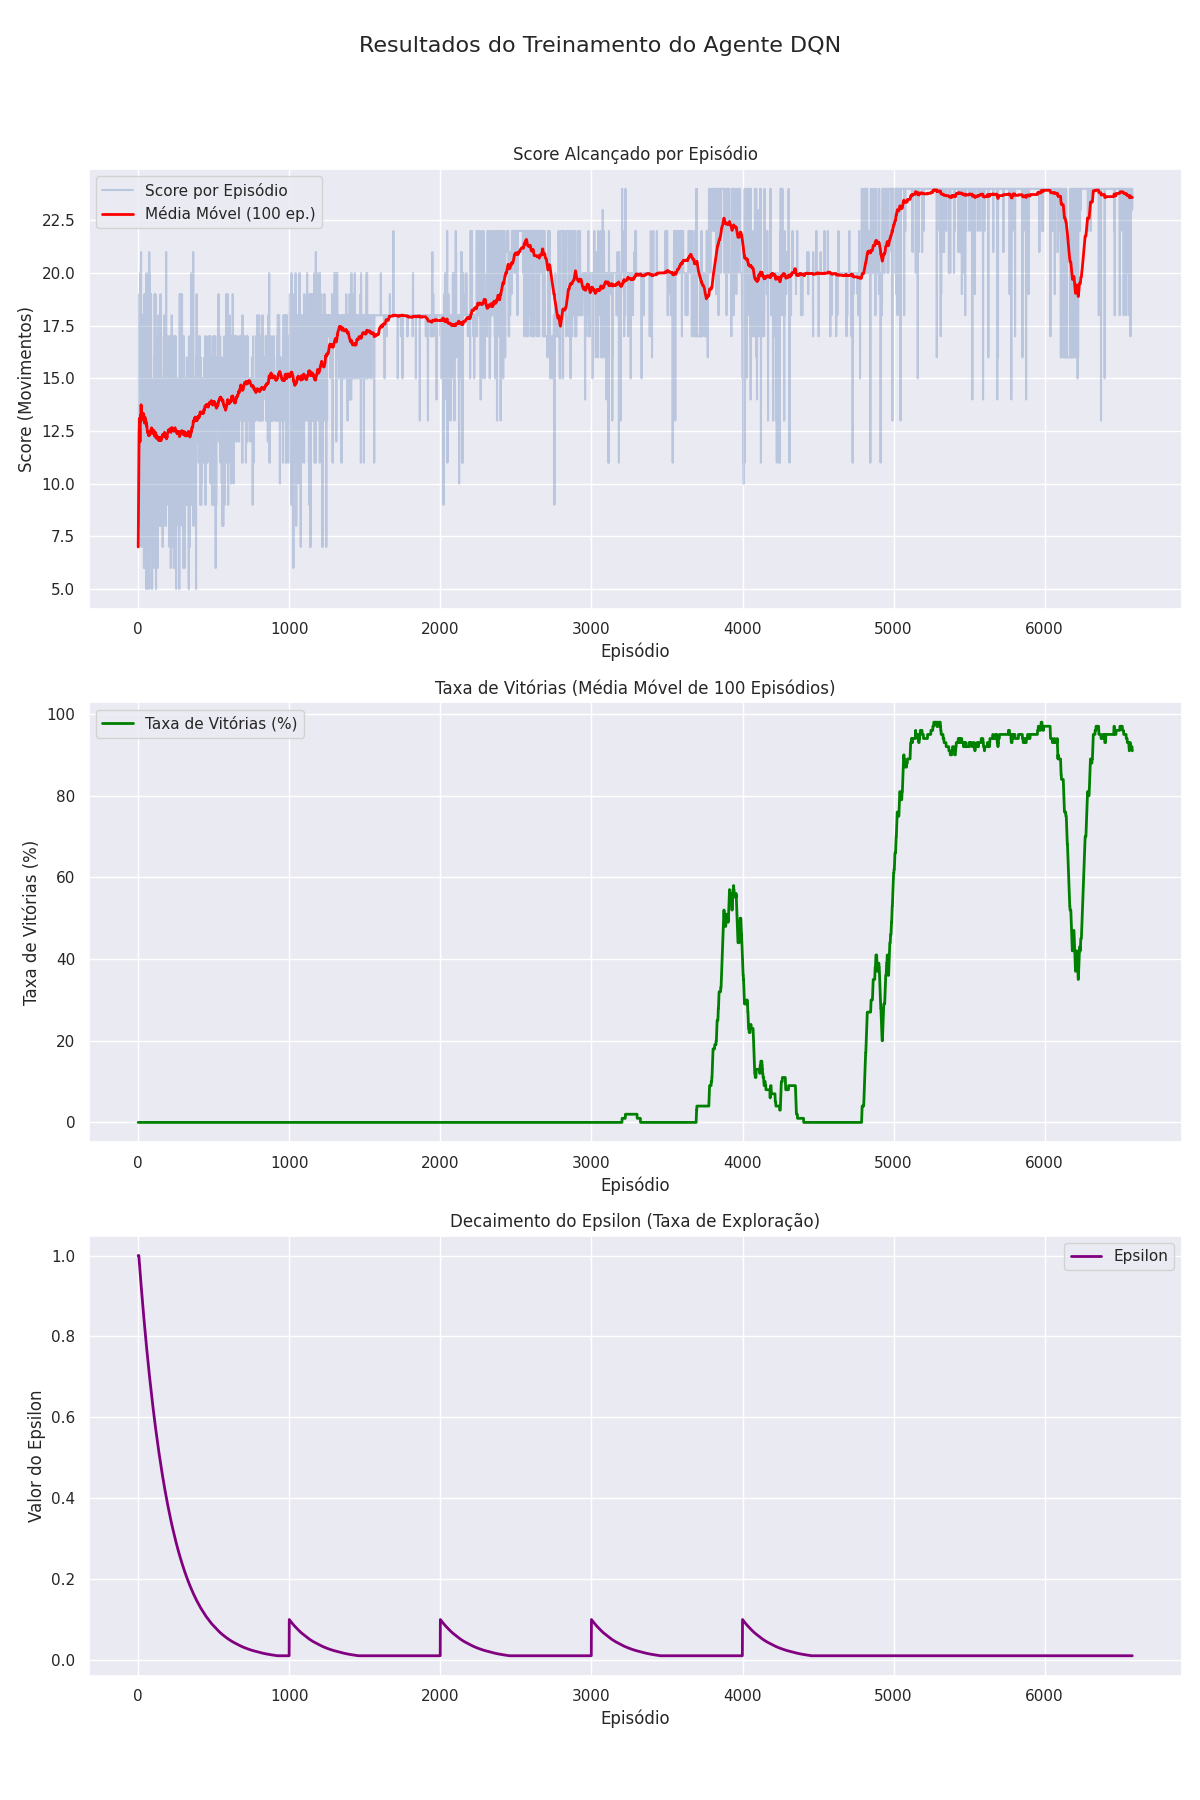 Resultados do Treinamento do Agente DQN
Score Alcançado por Episódio
Score por Episódio
Média Móvel (100 ep.)
Score (Movimentos)
22.5
20.0
17.5
15.0
12.5
10.0
7.5
5.0
0 1000 2000 3000 4000 5000 6000
Episódio
Taxa de Vitórias (Média Móvel de 100 Episódios)
Taxa de Vitórias (%)
Taxa de Vitórias (%)
100
80
60
40
20
0
0 1000 2000 3000 4000 5000 6000
Episódio
Decaimento do Epsilon (Taxa de Exploração)
Epsilon
Valor do Epsilon
1.0
0.8
0.6
0.4
0.2
0.0
0 1000 2000 3000 4000 5000 6000
Episódio